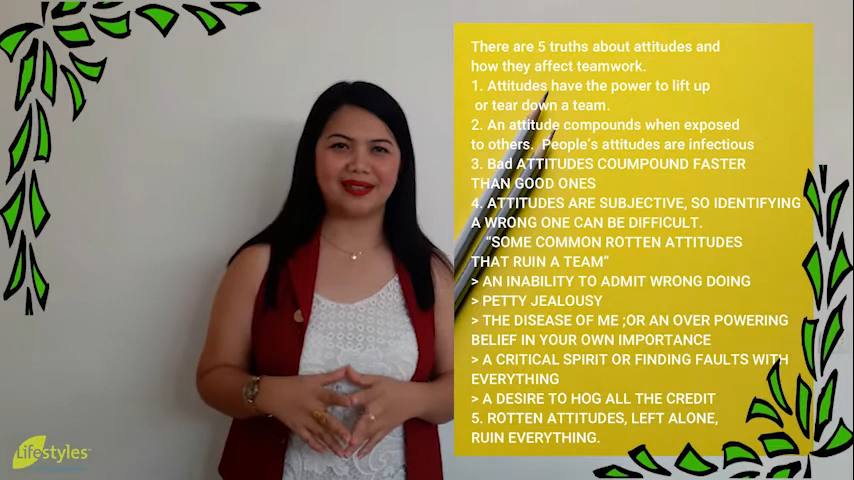 There are 5 truths about attitudes and
how they affect teamwork.
1. Attitudes have the power to lift up
or tear down a team.
2. An attitude compounds when exposed
to others. People's attitudes are infectious
3. Bad ATTITUDES COUMPOUND FASTER
THAN GOOD ONES
4. ATTITUDES ARE SUBJECTIVE, SO IDENTIFYING
A WRONG ONE CAN BE DIFFICULT.
"SOME COMMON ROTTEN ATTITUDES
THAT RUIN A TEAM"
> AN INABILITY TO ADMIT WRONG DOING
> PETTY JEALOUSY
> THE DISEASE OF ME ;OR AN OVER POWERING
BELIEF IN YOUR OWN IMPORTANCE
> A CRITICAL SPIRIT OR FINDING FAULTS WITH
EVERYTHING
> A DESIRE TO HOG ALL THE CREDIT
5. ROTTEN ATTITUDES, LEFT ALONE,
RUIN EVERYTHING.
Lifestyles